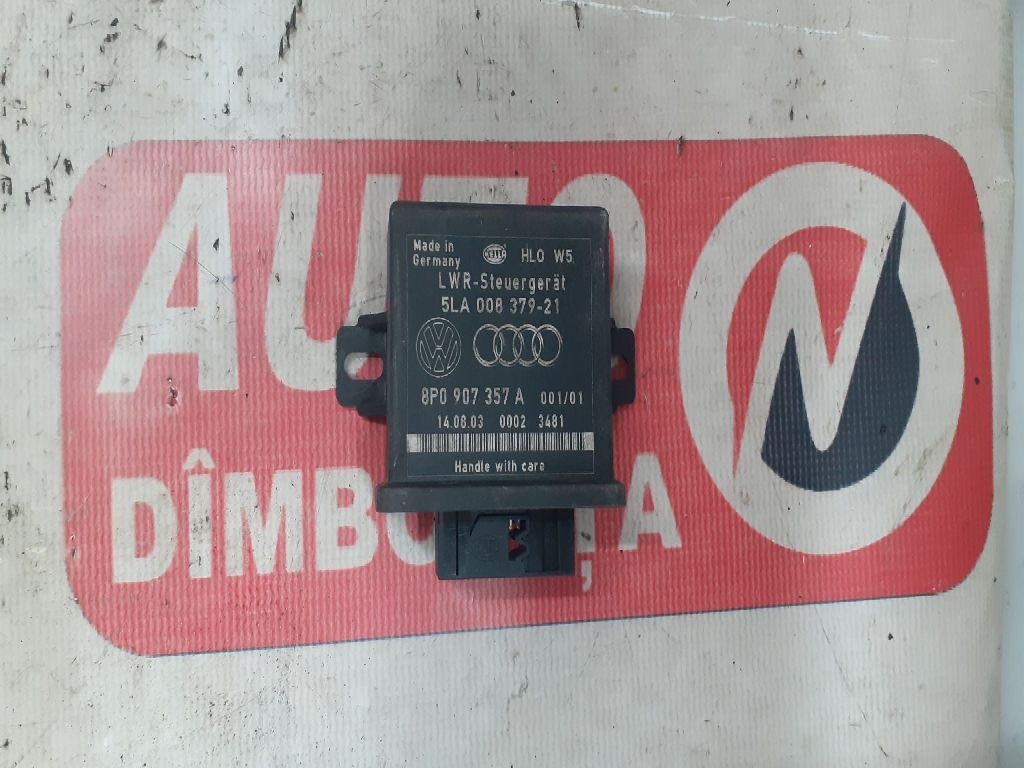 AUTO
Made in
Germany
HELLA
HLO W5
LWR-Steuergerät
5LA 008 379-21
8P0 907 357 A 001/01
14.08.03 0002 3481
Handle with care